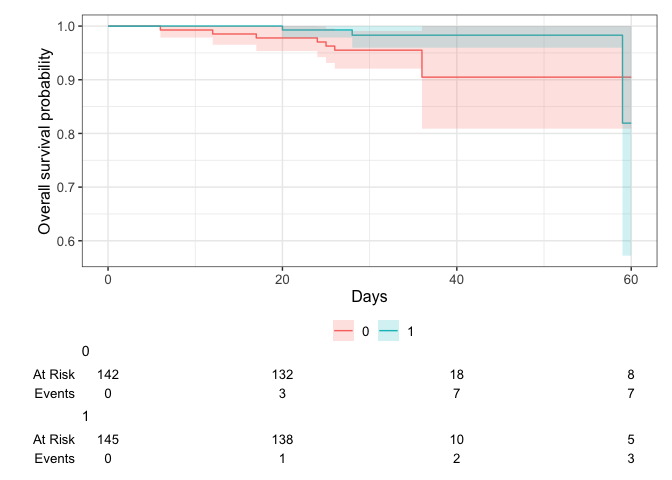 1.0
0.9
0.8
0.7
0.6
Overall survival probability
0 20 40 60
Days
0 1
0
At Risk 142 132 18 8
Events 0 3 7 7
1
At Risk 145 138 10 5
Events 0 1 2 3